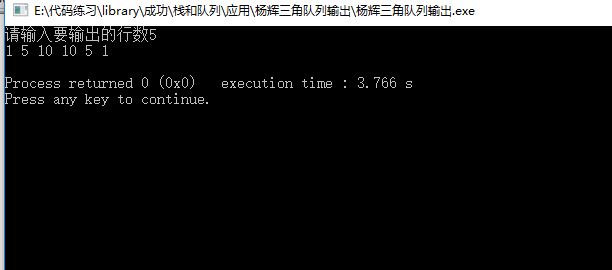 E:\代码练习\library\成功\栈和队列\应用\杨辉三角队列输出\杨辉三角队列输出.exe
请输入要输出的行数5
1 5 10 10 5 1
Process returned 0 (0x0)   execution time : 3.766 s
Press any key to continue.